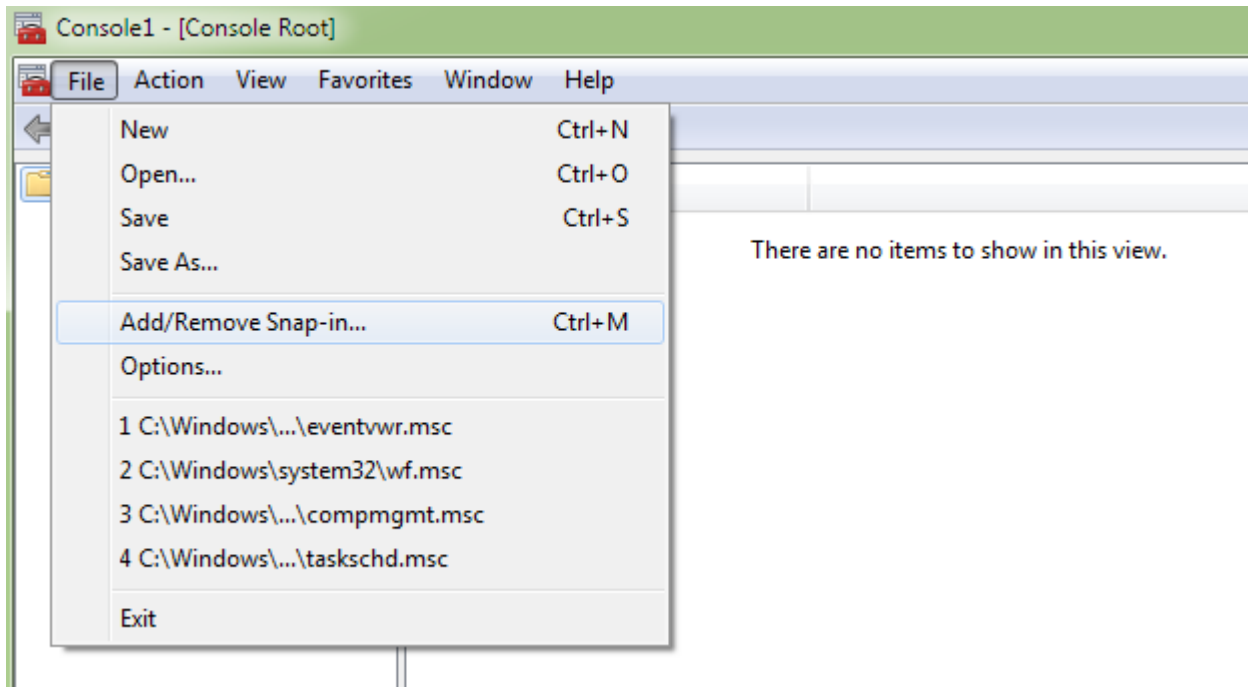 Console1 - [Console Root]
File Action View Favorites Window Help
New Ctrl+N
Open... Ctrl+O
Save Ctrl+S
Save As...
Add/Remove Snap-in... Ctrl+M
Options...
1 C:\Windows\...\eventvwr.msc
2 C:\Windows\system32\wf.msc
3 C:\Windows\...\compmgmt.msc
4 C:\Windows\...\taskschd.msc
Exit
There are no items to show in this view.